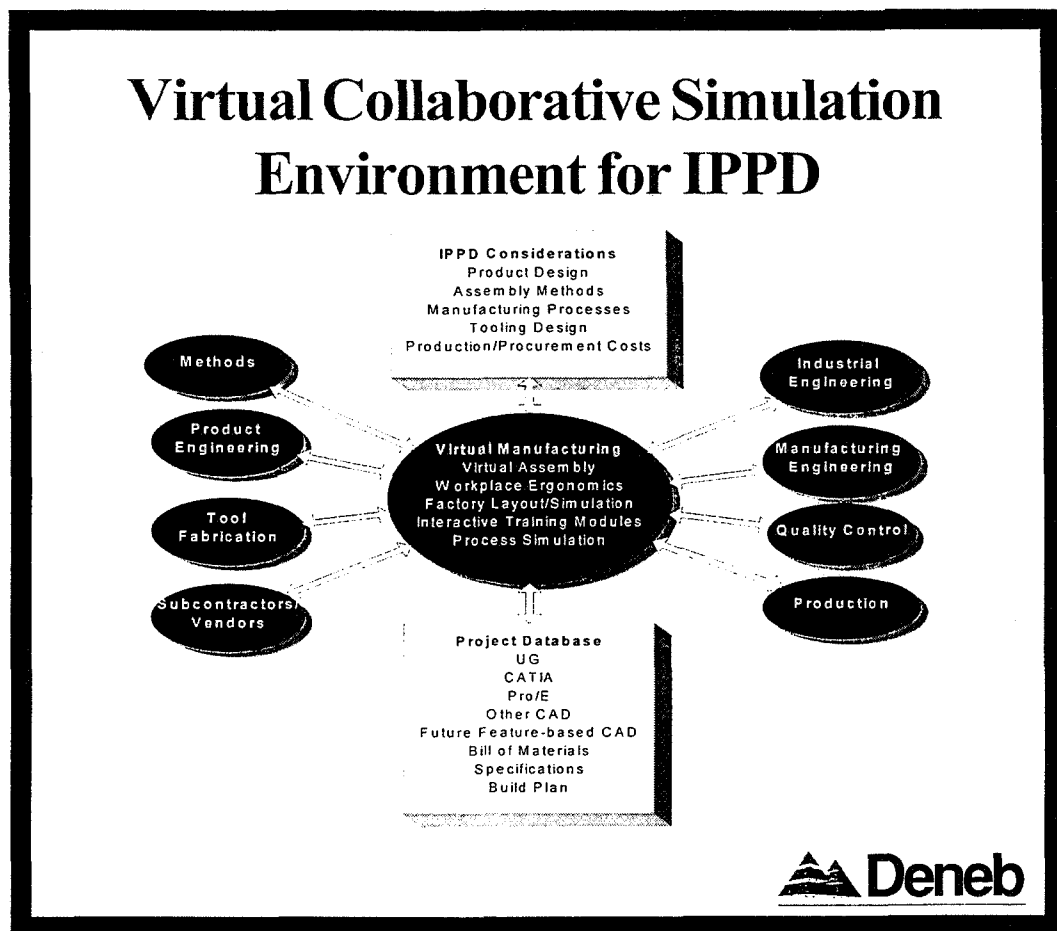 Virtual Collaborative Simulation
Environment for IPPD
IPPD Considerations
Product Design
Assembly Methods
Manufacturing Processes
Tooling Design
Production/Procurement Costs
Methods
Product
Engineering
Tool
Fabrication
Subcontractors/
Vendors
Virtual Manufacturing
Virtual Assembly
Workplace Ergonomics
Factory Layout/Simulation
Interactive Training Modules
Process Simulation
Industrial
Engineering
Manufacturing
Engineering
Quality Control
Production
Project Database
UG
CATIA
Pro/E
Other CAD
Future Feature-based CAD
Bill of Materials
Specifications
Build Plan
Deneb